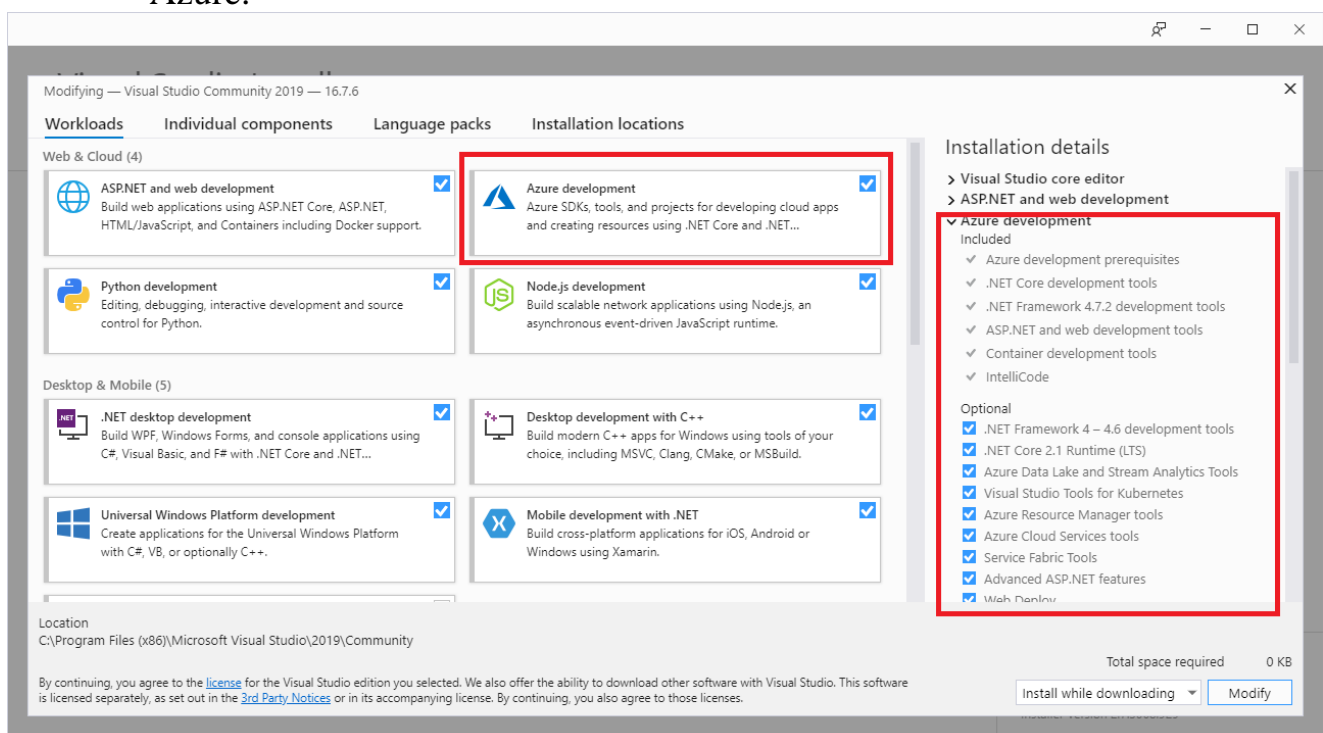 Azure.
Modifying — Visual Studio Community 2019 — 16.7.6
Workloads
Individual components
Language packs
Installation locations
Web & Cloud (4)
ASP.NET and web development
Build web applications using ASP.NET Core, ASP.NET,
HTML/JavaScript, and Containers including Docker support.
Azure development
Azure SDKs, tools, and projects for developing cloud apps
and creating resources using .NET Core and .NET...
Python development
Editing, debugging, interactive development and source
control for Python.
Node.js development
Build scalable network applications using Node.js, an
asynchronous event-driven JavaScript runtime.
Desktop & Mobile (5)
.NET desktop development
Build WPF, Windows Forms, and console applications using
C#, Visual Basic, and F# with .NET Core and .NET...
Desktop development with C++
Build modern C++ apps for Windows using tools of your
choice, including MSVC, Clang, CMake, or MSBuild.
Universal Windows Platform development
Create applications for the Universal Windows Platform
with C#, VB, or optionally C++.
Mobile development with .NET
Build cross-platform applications for iOS, Android or
Windows using Xamarin.
Installation details
Visual Studio core editor
ASP.NET and web development
Azure development
Included
Azure development prerequisites
.NET Core development tools
.NET Framework 4.7.2 development tools
ASP.NET and web development tools
Container development tools
IntelliCode
Optional
.NET Framework 4 – 4.6 development tools
.NET Core 2.1 Runtime (LTS)
Azure Data Lake and Stream Analytics Tools
Visual Studio Tools for Kubernetes
Azure Resource Manager tools
Azure Cloud Services tools
Service Fabric Tools
Advanced ASP.NET features
Web Deploy
Location
C:\Program Files (x86)\Microsoft Visual Studio\2019\Community
By continuing, you agree to the license for the Visual Studio edition you selected. We also offer the ability to download other software with Visual Studio. This software
is licensed separately, as set out in the 3rd Party Notices or in its accompanying license. By continuing, you also agree to those licenses.
Total space required 0 KB
Install while downloading
Modify